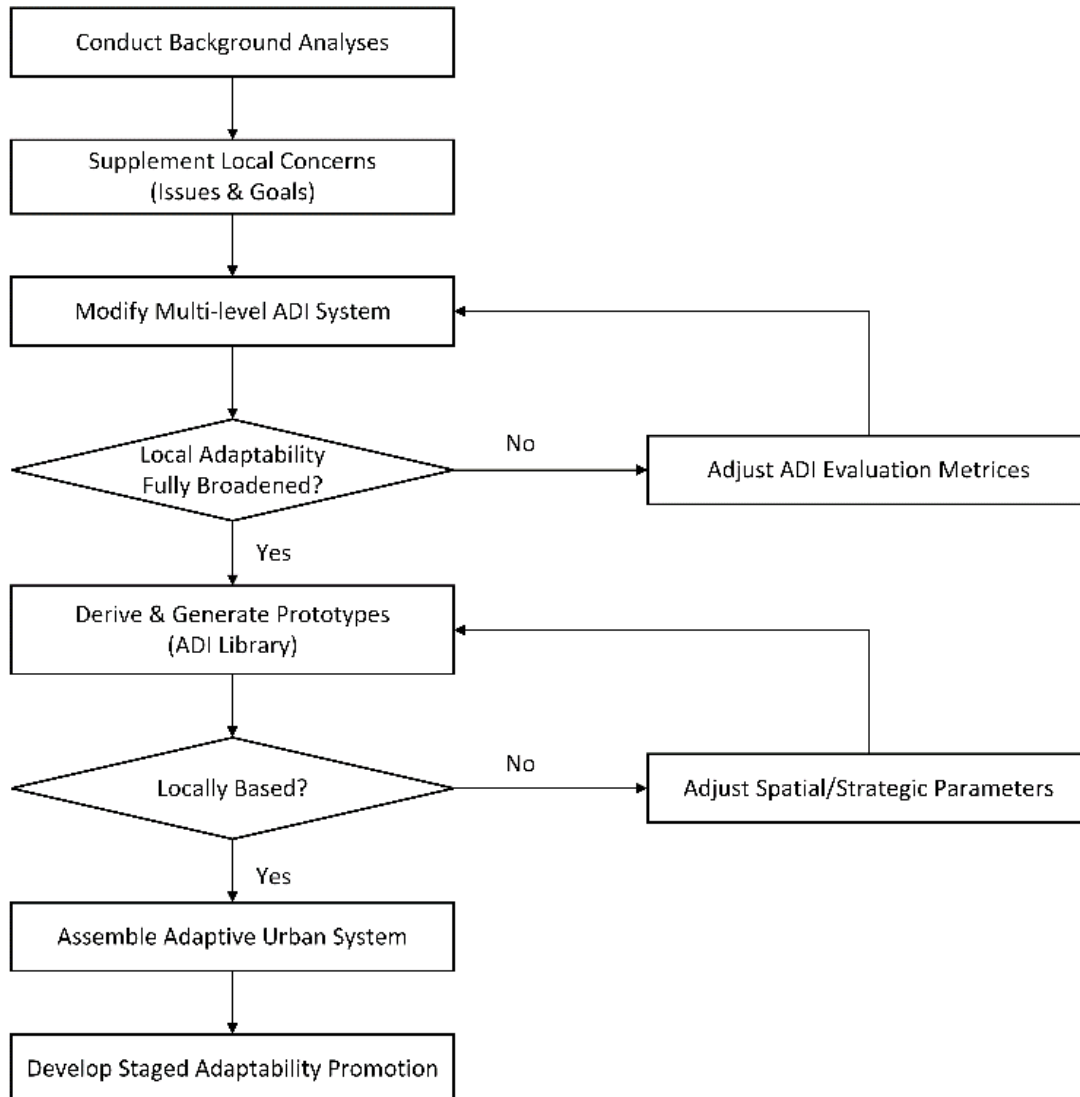 Conduct Background Analyses
Supplement Local Concerns
(Issues & Goals)
Modify Multi-level ADI System
Local Adaptability
Fully Broadened?
No
Adjust ADI Evaluation Metrices
Yes
Derive & Generate Prototypes
(ADI Library)
Locally Based?
No
Adjust Spatial/Strategic Parameters
Yes
Assemble Adaptive Urban System
Develop Staged Adaptability Promotion